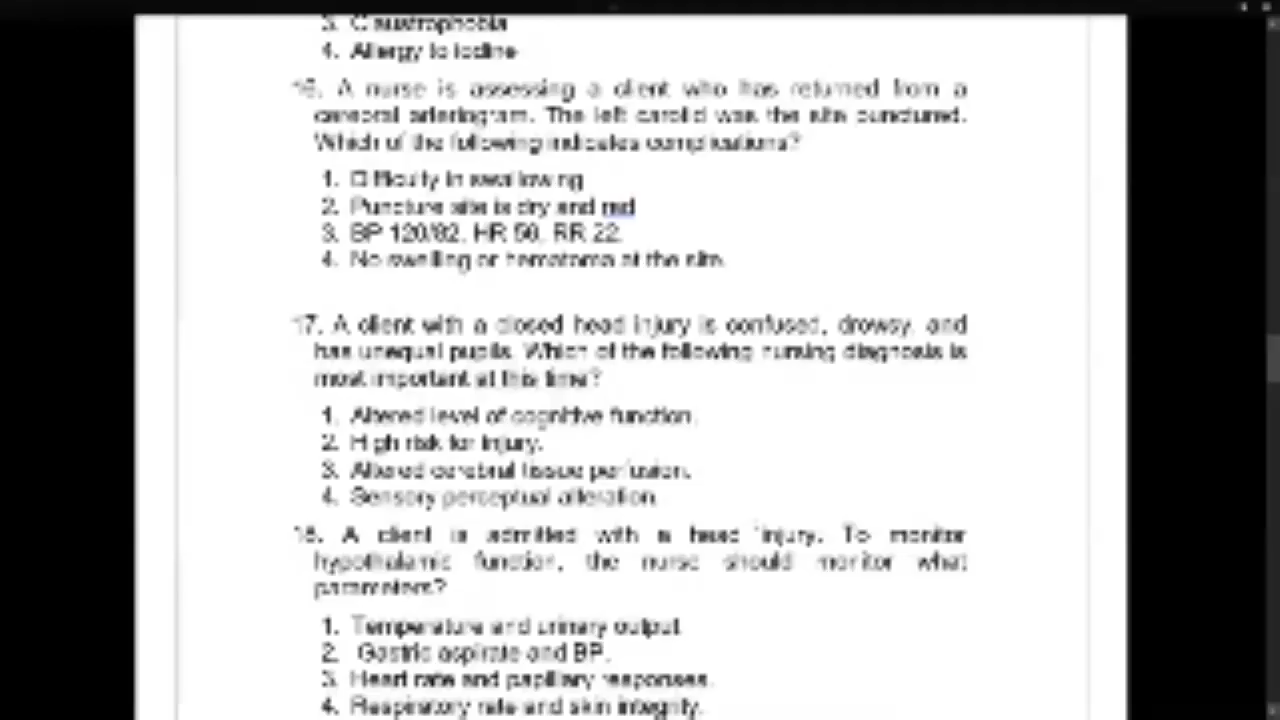 3. Claustrophobia
4. Allergy to iodine
16. A nurse is assessing a client who has returned from a
cerebral arteriogram. The left carotid was the site punctured.
Which of the following indicates complications?
1. Difficulty in swallowing
2. Puncture site is dry and red
3. BP 120/82, HR 56, RR 22.
4. No swelling or hematoma at the site.
17. A client with a closed head injury is confused, drowsy, and
has unequal pupils. Which of the following nursing diagnosis is
most important at this time?
1. Altered level of cognitive function.
2. High risk for injury.
3. Altered cerebral tissue perfusion.
4. Sensory perceptual alteration.
18. A client is admitted with a head injury. To monitor
hypothalamic function, the nurse should monitor what
parameters?
1. Temperature and urinary output
2. Gastric aspirate and BP.
3. Heart rate and papillary responses.
4. Respiratory rate and skin integrity.